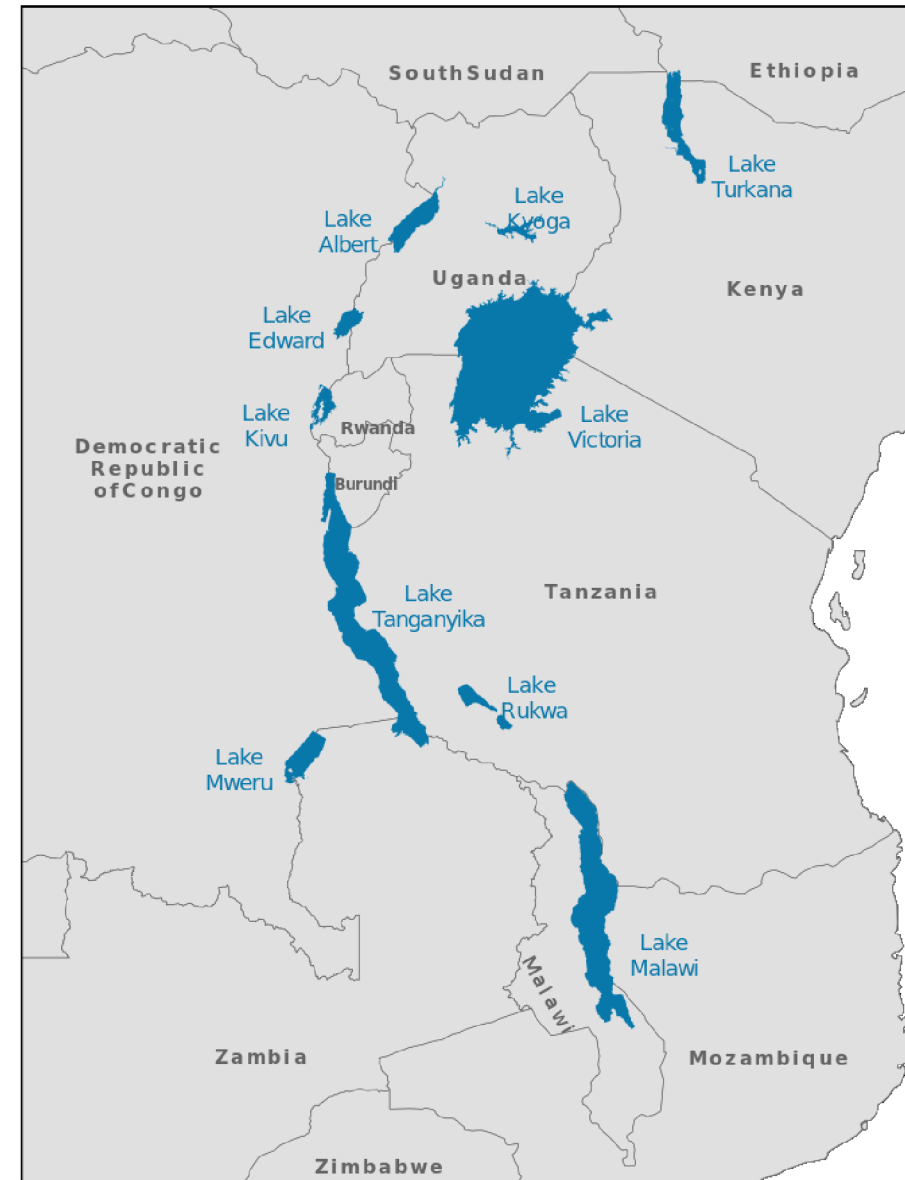 SouthSudan
Ethiopia
Lake
Turkana
Lake
Kyoga
Lake
Albert
Uganda
Kenya
Lake
Edward
Lake
Kivu
Rwanda
Lake
Victoria
Democratic
Republic
ofCongo
Burundi
Tanzania
Lake
Tanganyika
Lake
Rukwa
Lake
Mweru
Lake
Malawi
Malawi
Zambia
Mozambique
Zimbabwe